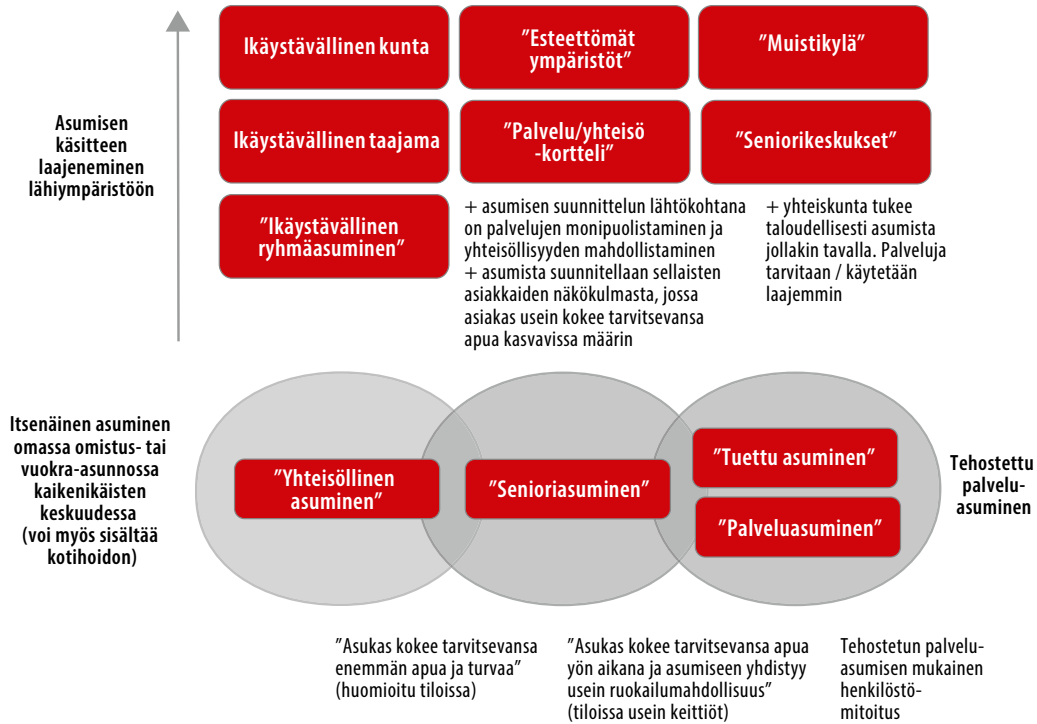 Ikäystävällinen kunta
”Esteettömät
ympäristöt”
”Muistikylä”
Asumisen
käsitteen
laajeneminen
lähiympäristöön
Ikäystävällinen taajama
”Palvelu/yhteisö
-kortteli”
”Seniorikeskukset”
”Ikäystävällinen
ryhmäasuminen”
+ asumisen suunnittelun lähtökohtana
on palvelujen monipuolistaminen ja
yhteisöllisyyden mahdollistaminen
+ asumista suunnitellaan sellaisten
asiakkaiden näkökulmasta, jossa
asiakas usein kokee tarvitsevansa
apua kasvavissa määrin
+ yhteiskunta tukee
taloudellisesti asumista
jollakin tavalla. Palveluja
tarvitaan / käytetään
laajemmin
Itsenäinen asuminen
omassa omistus- tai
vuokra-asunnossa
kaikenikäisten
keskuudessa
(voi myös sisältää
kotihoidon)
”Yhteisöllinen
asuminen”
”Senioriasuminen”
”Tuettu asuminen”
”Palveluasuminen”
Tehostettu
palvelu-
asuminen
”Asukas kokee tarvitsevansa
enemmän apua ja turvaa”
(huomioitu tiloissa)
”Asukas kokee tarvitsevansa apua
yön aikana ja asumiseen yhdistyy
usein ruokailumahdollisuus”
(tiloissa usein keittiöt)
Tehostetun palvelu-
asumisen mukainen
henkilöstö-
mitoitus